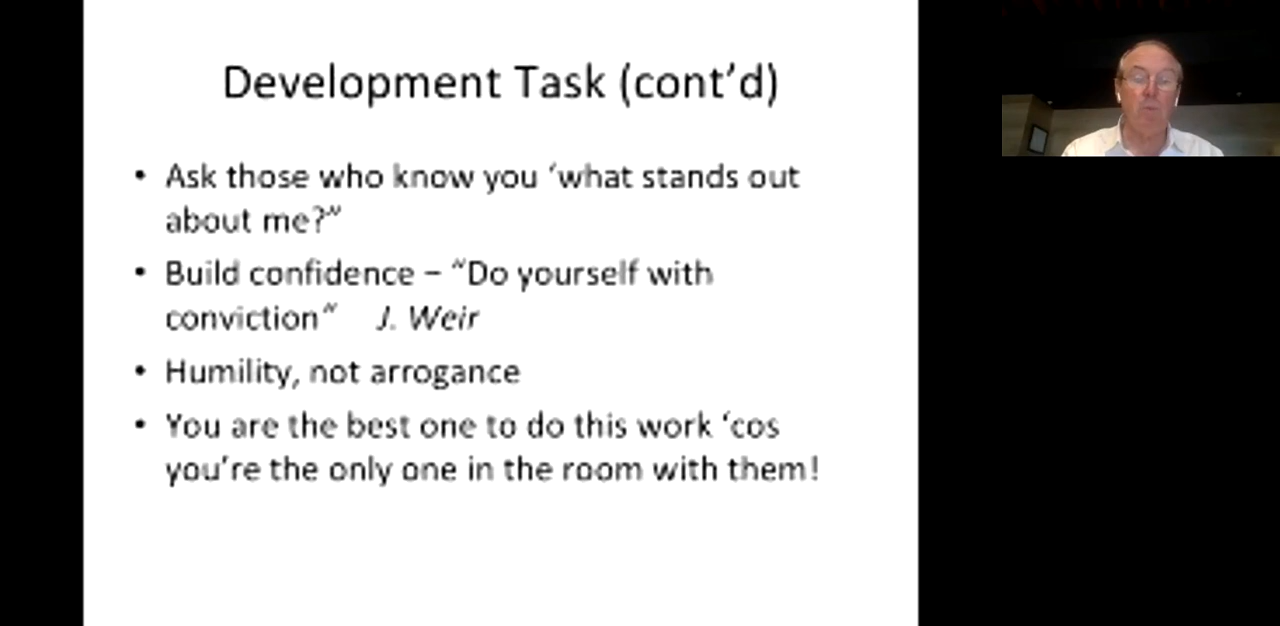 Development Task (cont’d)
• Ask those who know you ‘what stands out
about me?”
• Build confidence – “Do yourself with
conviction” J. Weir
• Humility, not arrogance
• You are the best one to do this work ‘cos
you’re the only one in the room with them!